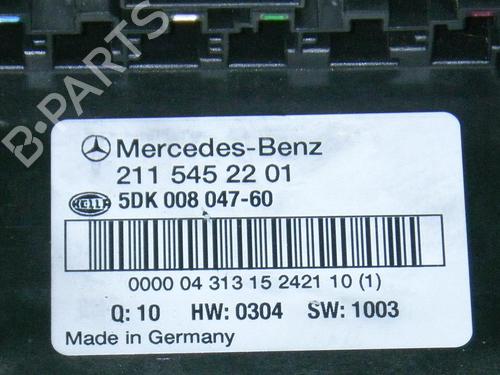 B-PARTS
Mercedes-Benz
211 545 22 01
HELLA 5DK 008 047-60
0000 04 313 15 2421 10 (1)
Q: 10 HW: 0304 SW: 1003
Made in Germany